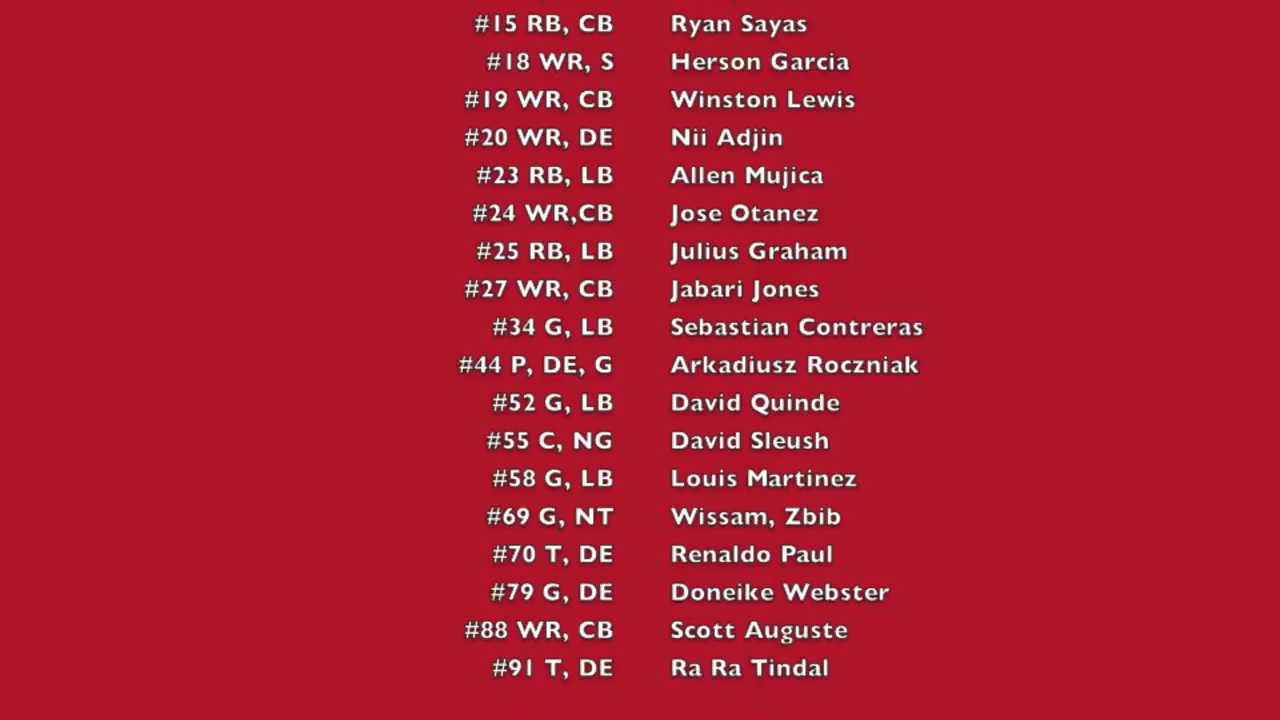 #15 RB, CB Ryan Sayas
#18 WR, S Herson Garcia
#19 WR, CB Winston Lewis
#20 WR, DE Nii Adjin
#23 RB, LB Allen Mujica
#24 WR,CB Jose Otanez
#25 RB, LB Julius Graham
#27 WR, CB Jabari Jones
#34 G, LB Sebastian Contreras
#44 P, DE, G Arkadiusz Roczniak
#52 G, LB David Quinde
#55 C, NG David Sleush
#58 G, LB Louis Martinez
#69 G, NT Wissam, Zbib
#70 T, DE Renaldo Paul
#79 G, DE Doneike Webster
#88 WR, CB Scott Auguste
#91 T, DE Ra Ra Tindal